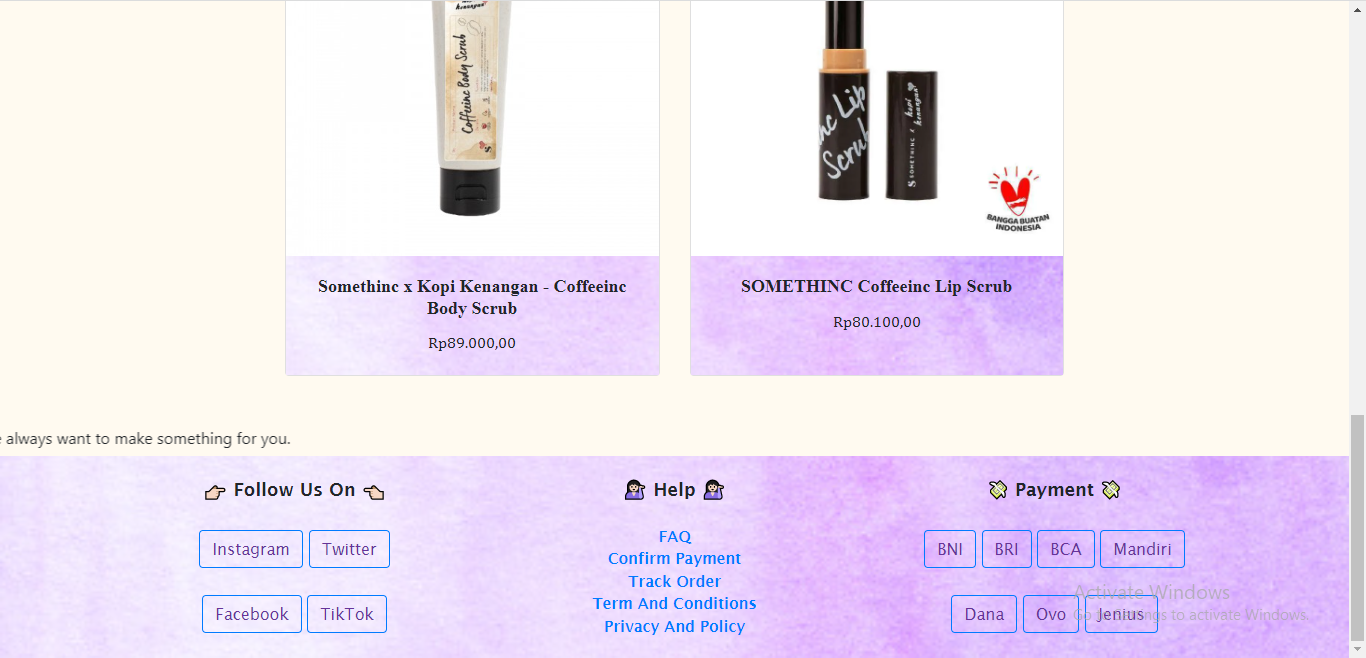 kopi kenangan
Coffeeinc Body Scrub
S
inc Lip
Scrub
S SOMETHINC X kopi kenangan
BANGGA BUATAN
INDONESIA
Somethinc x Kopi Kenangan - Coffeeinc
Body Scrub
Rp89.000,00
SOMETHINC Coffeeinc Lip Scrub
Rp80.100,00
always want to make something for you.
Follow Us On
Instagram Twitter
Facebook TikTok
Help
FAQ
Confirm Payment
Track Order
Term And Conditions
Privacy And Policy
Payment
BNI BRI BCA Mandiri
Dana Ovo Jenius
Activate Windows
Go to Settings to activate Windows.